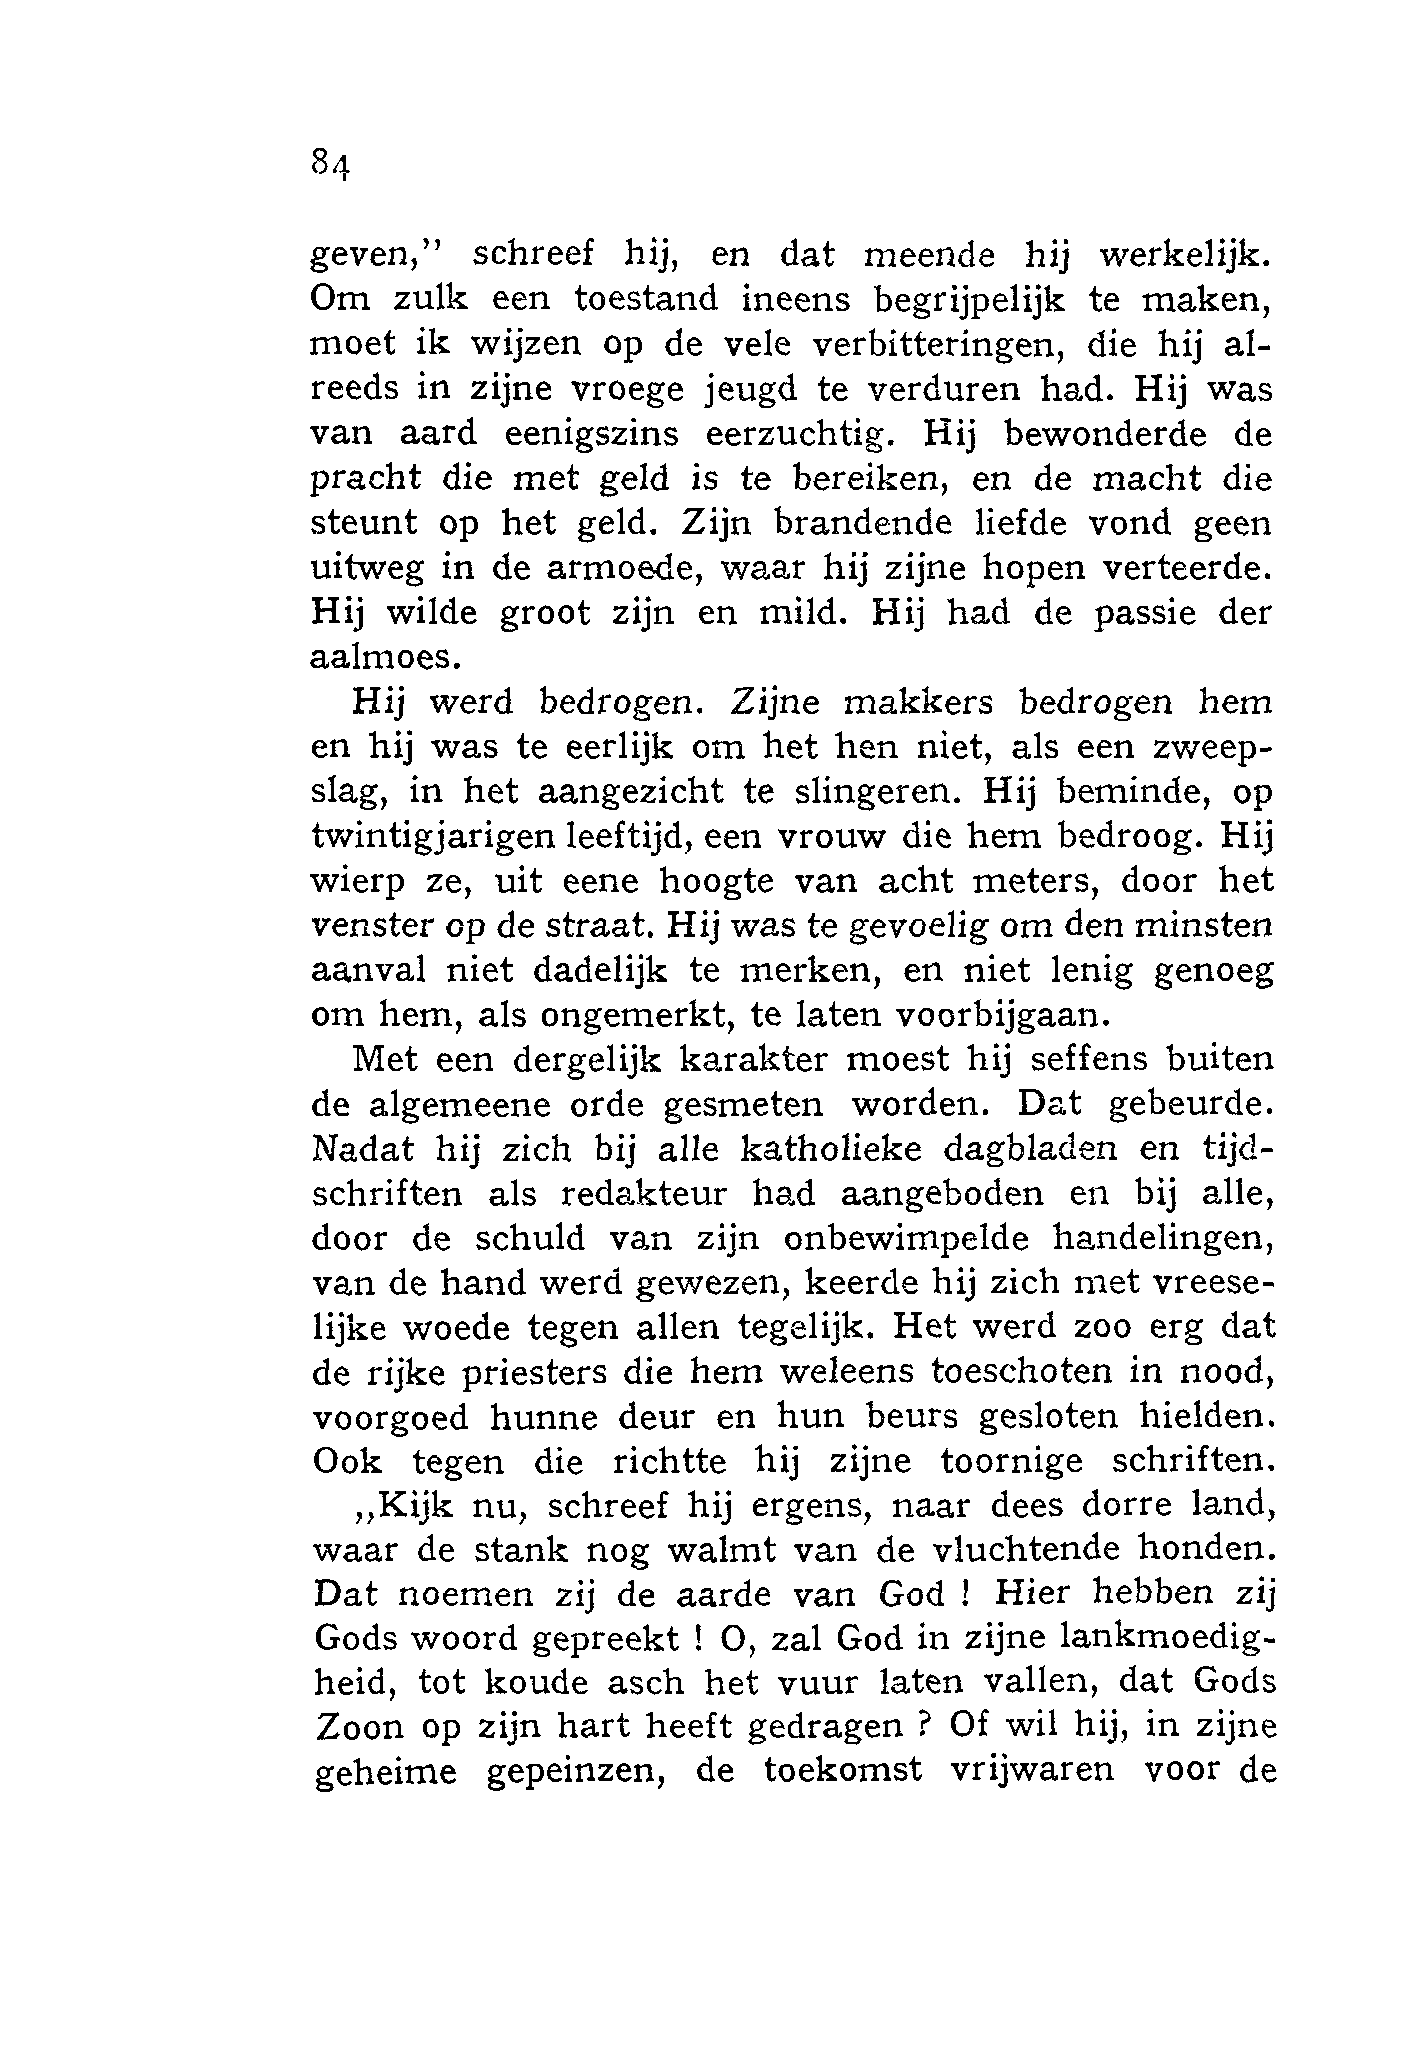 84
geven,” schreef hij, en dat meende hij werkelijk.
Om zulk een toestand ineens begrijpelijk te maken,
moet ik wijzen op de vele verbitteringen, die hij al-
reeds in zijne vroege jeugd te verduren had. Hij was
van aard eenigszins eerzuchtig. Hij bewonderde de
pracht die met geld is te bereiken, en de macht die
steunt op het geld. Zijn brandende liefde vond geen
uitweg in de armoede, waar hij zijne hopen verteerde.
Hij wilde groot zijn en mild. Hij had de passie der
aalmoes.
Hij werd bedrogen. Zijne makkers bedrogen hem
en hij was te eerlijk om het hen niet, als een zweep-
slag, in het aangezicht te slingeren. Hij beminde, op
twintigjarigen leeftijd, een vrouw die hem bedroog. Hij
wierp ze, uit eene hoogte van acht meters, door het
venster op de straat. Hij was te gevoelig om den minsten
aanval niet dadelijk te merken, en niet lenig genoeg
om hem, als ongemerkt, te laten voorbijgaan.
Met een dergelijk karakter moest hij seffens buiten
de algemeene orde gesmeten worden. Dat gebeurde.
Nadat hij zich bij alle katholieke dagbladen en tijd-
schriften als redakteur had aangeboden en bij alle,
door de schuld van zijn onbewimpelde handelingen,
van de hand werd gewezen, keerde hij zich met vreese-
lijke woede tegen allen tegelijk. Het werd zoo erg dat
de rijke priesters die hem weleens toeschoten in nood,
voorgoed hunne deur en hun beurs gesloten hielden.
Ook tegen die richtte hij zijne toornige schriften.
„Kijk nu, schreef hij ergens, naar dees dorre land,
waar de stank nog walmt van de vluchtende honden.
Dat noemen zij de aarde van God ! Hier hebben zij
Gods woord gepreekt ! O, zal God in zijne lankmoedig-
heid, tot koude asch het vuur laten vallen, dat Gods
Zoon op zijn hart heeft gedragen ? Of wil hij, in zijne
geheime gepeinzen, de toekomst vrijwaren voor de